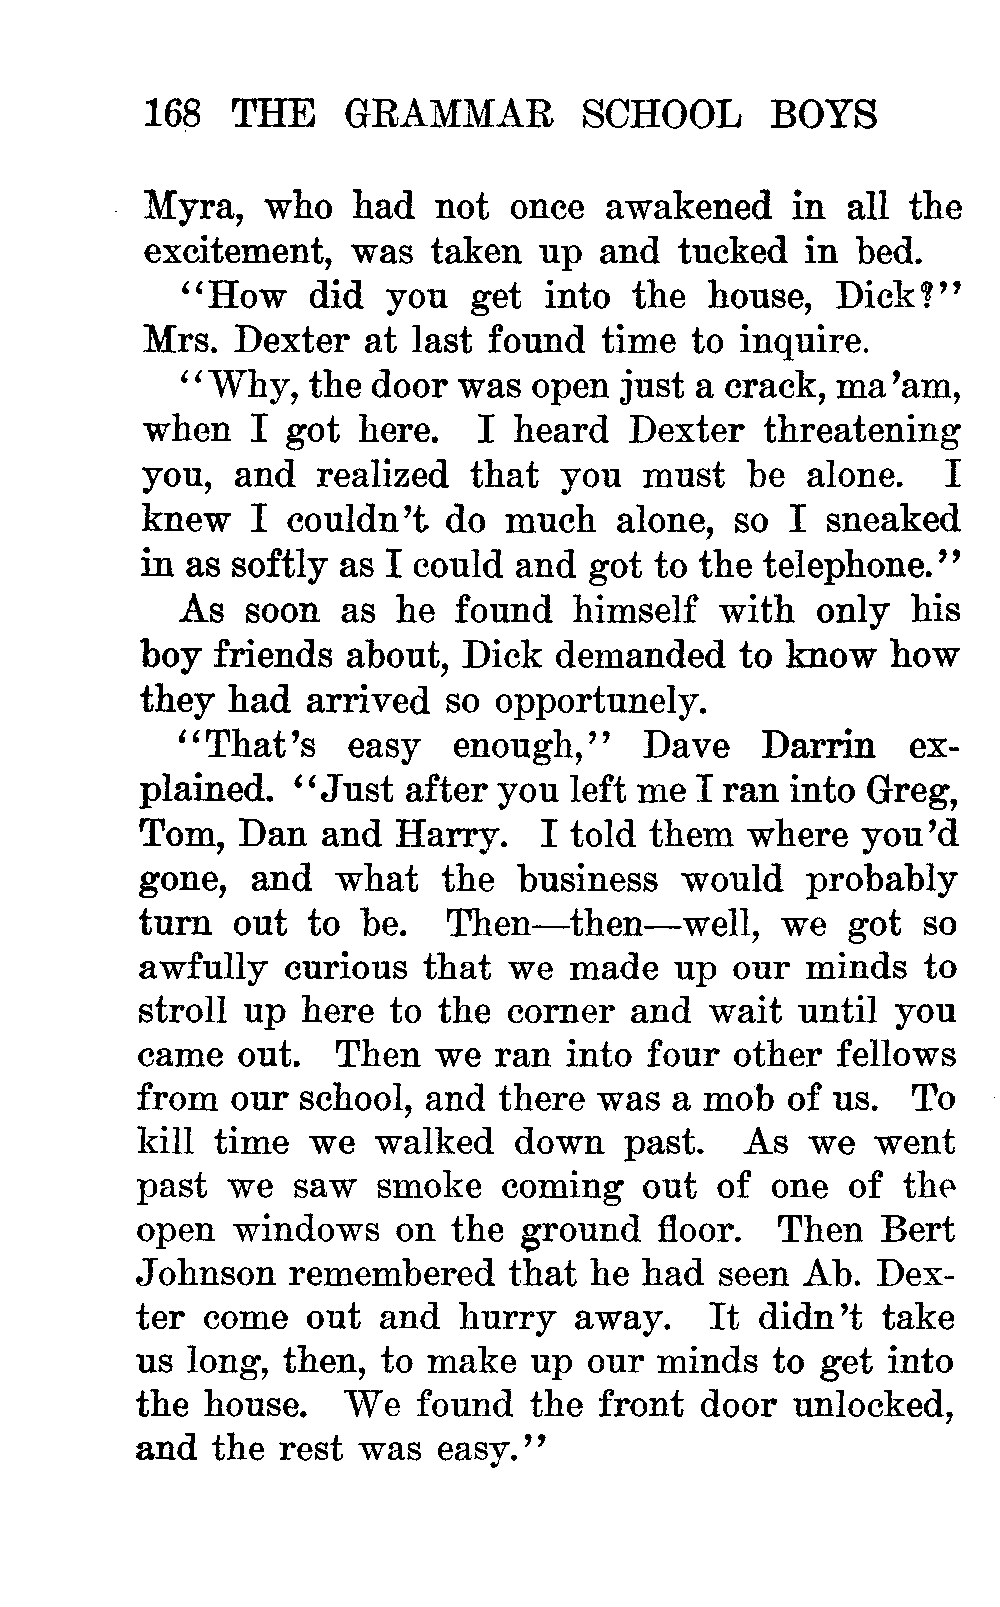 168 THE GRAMMAR SCHOOL BOYS
Myra, who had not once awakened in all the
excitement, was taken up and tucked in bed.
“How did you get into the house, Dick?”
Mrs. Dexter at last found time to inquire.
“Why, the door was open just a crack, ma’am,
when I got here. I heard Dexter threatening
you, and realized that you must be alone. I
knew I couldn’t do much alone, so I sneaked
in as softly as I could and got to the telephone.”
As soon as he found himself with only his
boy friends about, Dick demanded to know how
they had arrived so opportunely.
“That’s easy enough,” Dave Darrin ex-
plained. “Just after you left me I ran into Greg,
Tom, Dan and Harry. I told them where you’d
gone, and what the business would probably
turn out to be. Then—then—well, we got so
awfully curious that we made up our minds to
stroll up here to the corner and wait until you
came out. Then we ran into four other fellows
from our school, and there was a mob of us. To
kill time we walked down past. As we went
past we saw smoke coming out of one of the
open windows on the ground floor. Then Bert
Johnson remembered that he had seen Ab. Dex-
ter come out and hurry away. It didn’t take
us long, then, to make up our minds to get into
the house. We found the front door unlocked,
and the rest was easy.”